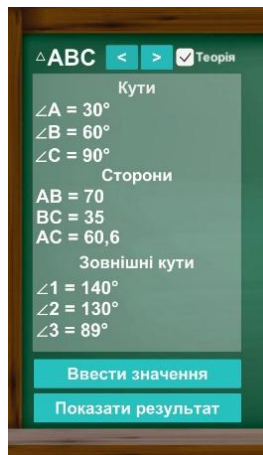 △ABC < > Теорія
Кути
∠A = 30°
∠B = 60°
∠C = 90°
Сторони
AB = 70
BC = 35
AC = 60,6
Зовнішні кути
∠1 = 140°
∠2 = 130°
∠3 = 89°
Ввести значення
Показати результат